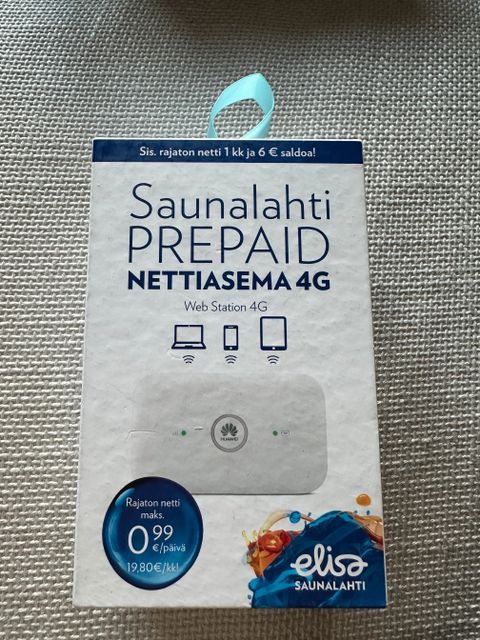 Sis. rajaton netti 1 kk ja 6 € saldoa!
Saunalahti
PREPAID
NETTIASEMA 4G
Web Station 4G
HUAWEI
Rajaton netti
maks.
0 99
€/päivä
19,80€/kk!
elisa
SAUNALAHTI